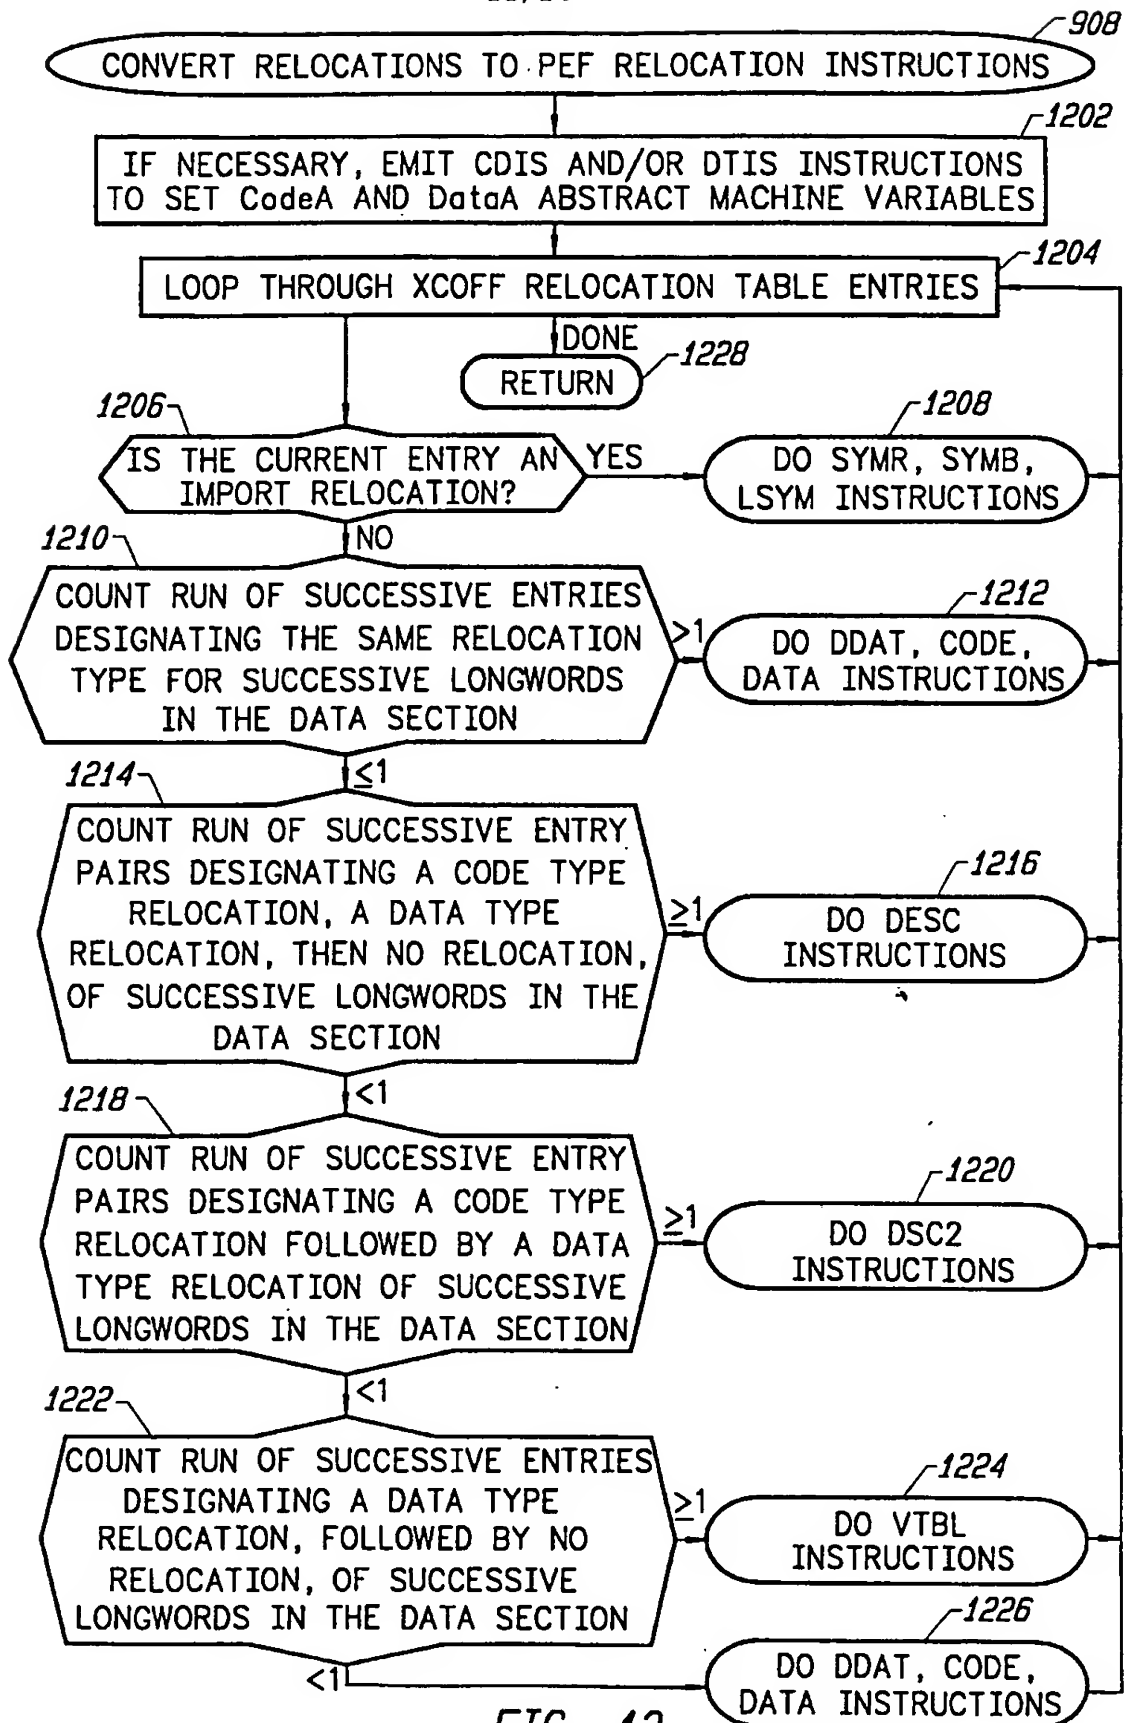 908
CONVERT RELOCATIONS TO PEF RELOCATION INSTRUCTIONS
1202
IF NECESSARY, EMIT CDIS AND/OR DTIS INSTRUCTIONS
TO SET CodeA AND DataA ABSTRACT MACHINE VARIABLES
1204
LOOP THROUGH XCOFF RELOCATION TABLE ENTRIES
DONE
1228
RETURN
1206
IS THE CURRENT ENTRY AN
IMPORT RELOCATION?
YES
1208
DO SYMR, SYMB,
LSYM INSTRUCTIONS
NO
1210
COUNT RUN OF SUCCESSIVE ENTRIES
DESIGNATING THE SAME RELOCATION
TYPE FOR SUCCESSIVE LONGWORDS
IN THE DATA SECTION
>1
1212
DO DDAT, CODE,
DATA INSTRUCTIONS
≤1
1214
COUNT RUN OF SUCCESSIVE ENTRY
PAIRS DESIGNATING A CODE TYPE
RELOCATION, A DATA TYPE
RELOCATION, THEN NO RELOCATION,
OF SUCCESSIVE LONGWORDS IN THE
DATA SECTION
≥1
1216
DO DESC
INSTRUCTIONS
<1
1218
COUNT RUN OF SUCCESSIVE ENTRY
PAIRS DESIGNATING A CODE TYPE
RELOCATION FOLLOWED BY A DATA
TYPE RELOCATION OF SUCCESSIVE
LONGWORDS IN THE DATA SECTION
≥1
1220
DO DSC2
INSTRUCTIONS
<1
1222
COUNT RUN OF SUCCESSIVE ENTRIES
DESIGNATING A DATA TYPE
RELOCATION, FOLLOWED BY NO
RELOCATION, OF SUCCESSIVE
LONGWORDS IN THE DATA SECTION
≥1
1224
DO VTBL
INSTRUCTIONS
<1
1226
DO DDAT, CODE,
DATA INSTRUCTIONS